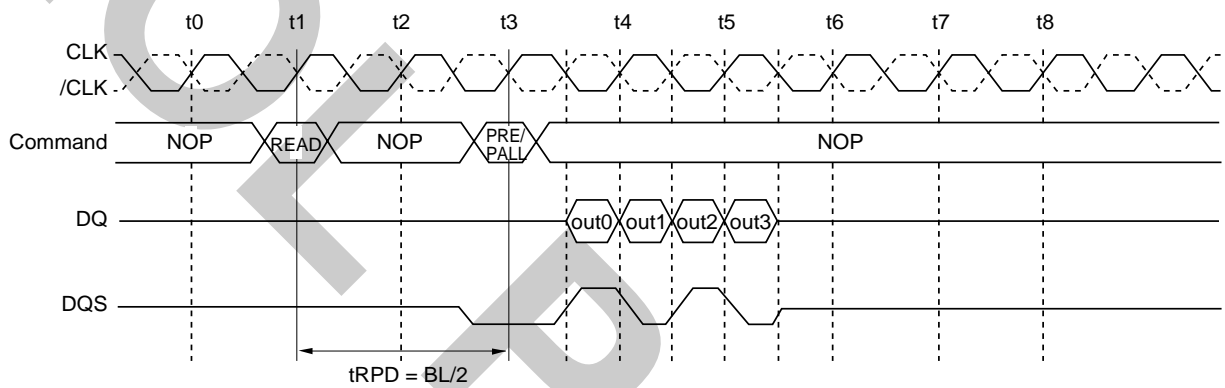 t0 t1 t2 t3 t4 t5 t6 t7 t8
CLK
/CLK
Command NOP READ NOP PRE/ PALL NOP
DQ out0 out1 out2 out3
DQS
tRPD = BL/2